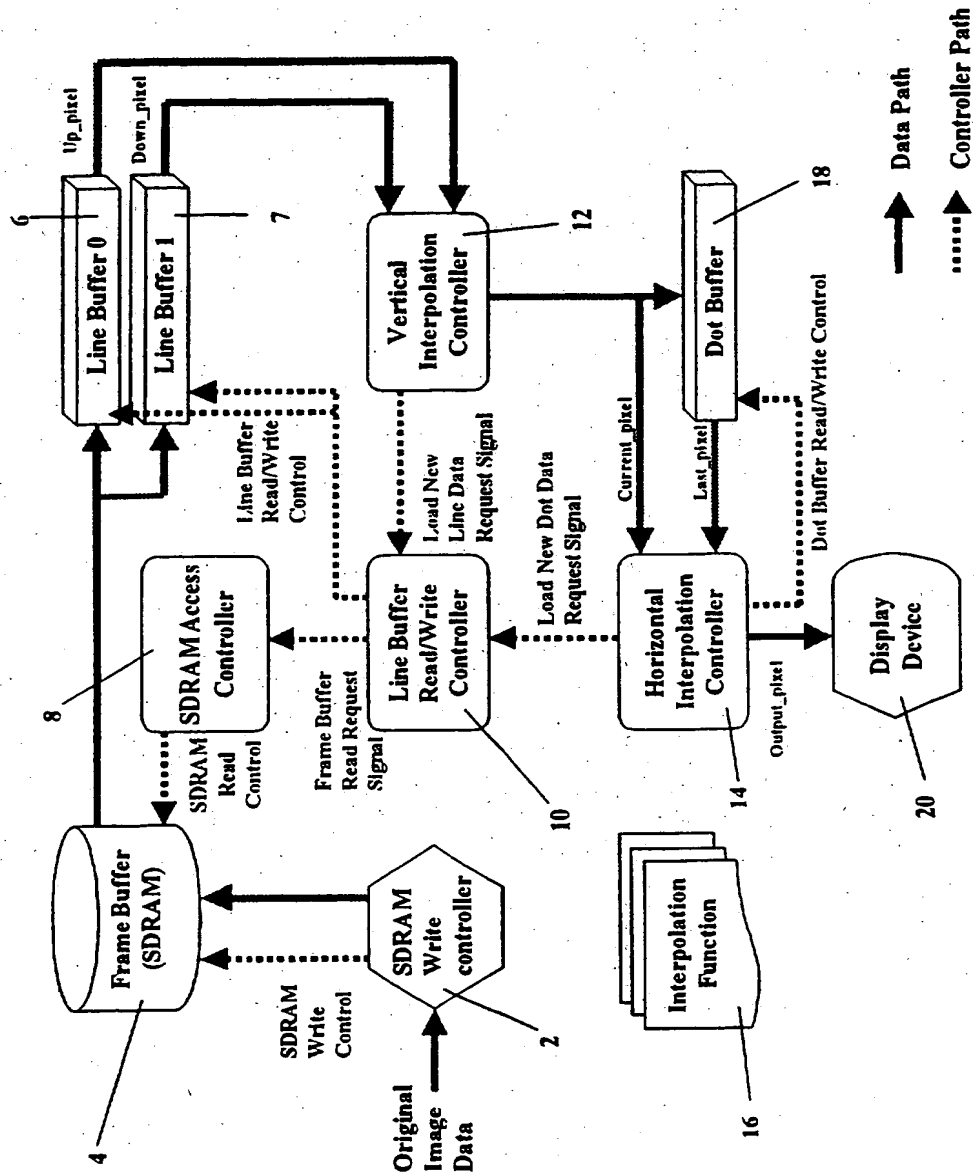 Original
Image
Data
2
SDRAM
Write
controller
SDRAM
Write
Control
4
Frame Buffer
(SDRAM)
8
SDRAM Access
Controller
SDRAM
Read
Control
Line Buffer 0
6
Line Buffer 1
7
Up_pixel
Down_pixel
Line Buffer
Read/Write
Control
Frame Buffer
Read Request
Signal
Line Buffer
Read/Write
Controller
10
Load New
Line Data
Request Signal
Vertical
Interpolation
Controller
12
Load New Dot Data
Request Signal
Current_pixel
Last_pixel
Dot Buffer
18
Dot Buffer Read/Write Control
Horizontal
Interpolation
Controller
14
Output_pixel
Display
Device
20
Interpolation
Function
16
Data Path
Controller Path